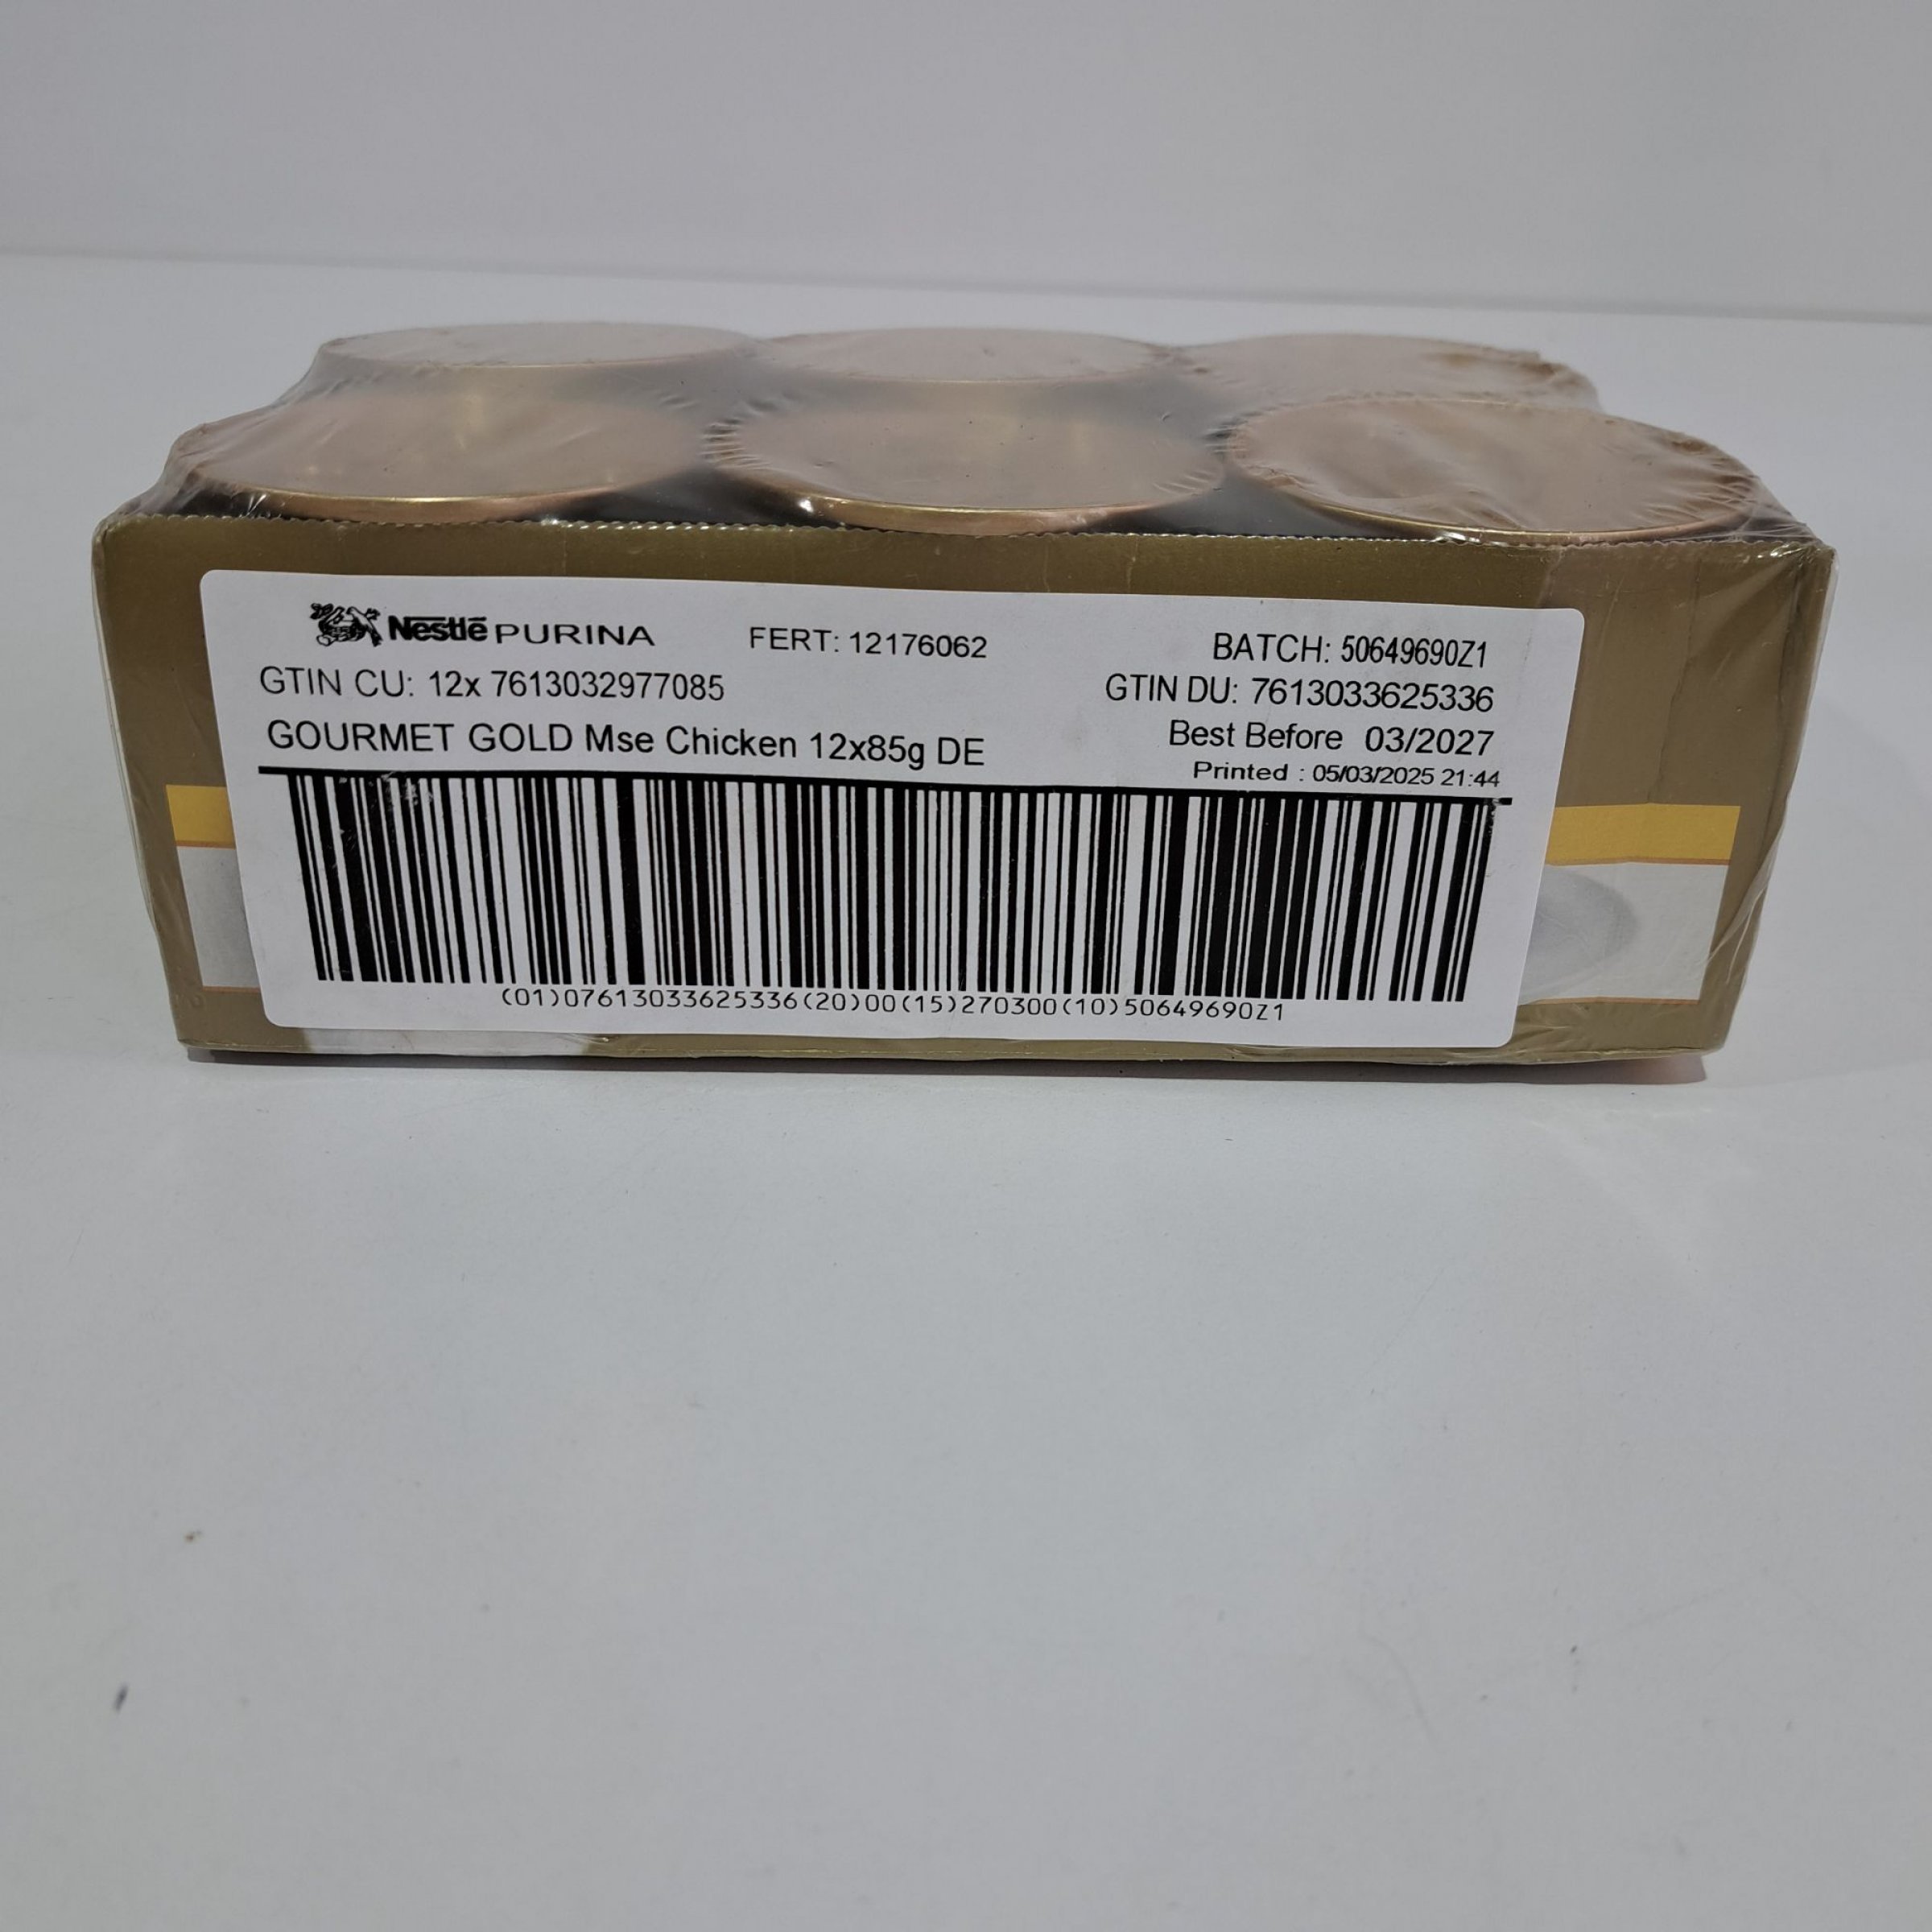 Nestlé PURINA FERT: 12176062 BATCH: 50649690Z1
GTIN CU: 12x 7613032977085 GTIN DU: 7613033625336
GOURMET GOLD Mse Chicken 12x85g DE Best Before 03/2027
Printed : 05/03/2025 21:44
(01)07613033625336(20)00(15)270300(10)50649690Z1